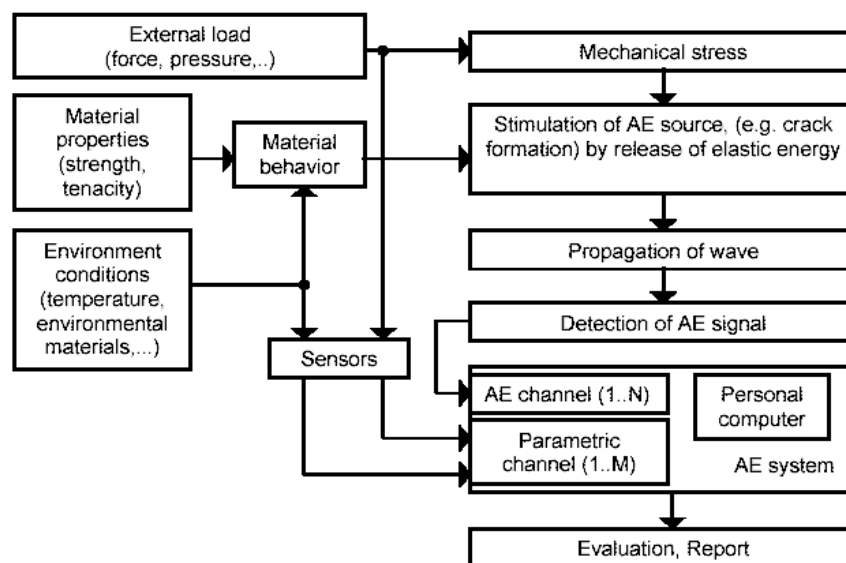 External load
(force, pressure,..)
Mechanical stress
Material
properties
(strength,
tenacity)
Material
behavior
Stimulation of AE source, (e.g. crack
formation) by release of elastic energy
Environment
conditions
(temperature,
environmental
materials,...)
Propagation of wave
Detection of AE signal
Sensors
AE channel (1..N)
Personal
computer
Parametric
channel (1..M)
AE system
Evaluation, Report